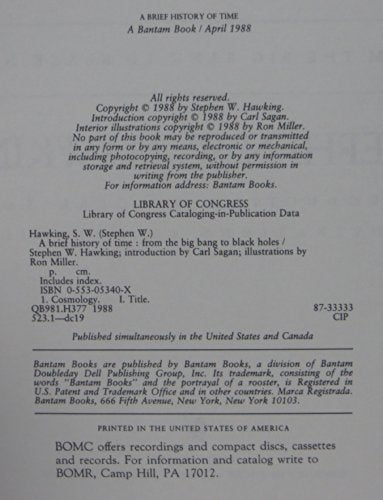 A BRIEF HISTORY OF TIME
A Bantam Book / April 1988
All rights reserved.
Copyright © 1988 by Stephen W. Hawking.
Introduction copyright © 1988 by Carl Sagan.
Interior illustrations copyright © 1988 by Ron Miller.
No part of this book may be reproduced or transmitted
in any form or by any means, electronic or mechanical,
including photocopying, recording, or by any information
storage and retrieval system, without permission in
writing from the publisher.
For information address: Bantam Books.
LIBRARY OF CONGRESS
Library of Congress Cataloging-in-Publication Data
Hawking, S. W. (Stephen W.)
A brief history of time : from the big bang to black holes /
Stephen W. Hawking; introduction by Carl Sagan; illustrations by
Ron Miller.
p. cm.
Includes index.
ISBN 0-553-05340-X
1. Cosmology. I. Title.
QB981.H377 1988 87-33333
523.1—dc19 CIP
Published simultaneously in the United States and Canada
Bantam Books are published by Bantam Books, a division of Bantam
Doubleday Dell Publishing Group, Inc. Its trademark, consisting of the
words "Bantam Books" and the portrayal of a rooster, is Registered in
U.S. Patent and Trademark Office and in other countries. Marca Registrada.
Bantam Books, 666 Fifth Avenue, New York, New York 10103.
PRINTED IN THE UNITED STATES OF AMERICA
BOMC offers recordings and compact discs, cassettes
and records. For information and catalog write to
BOMR, Camp Hill, PA 17012.